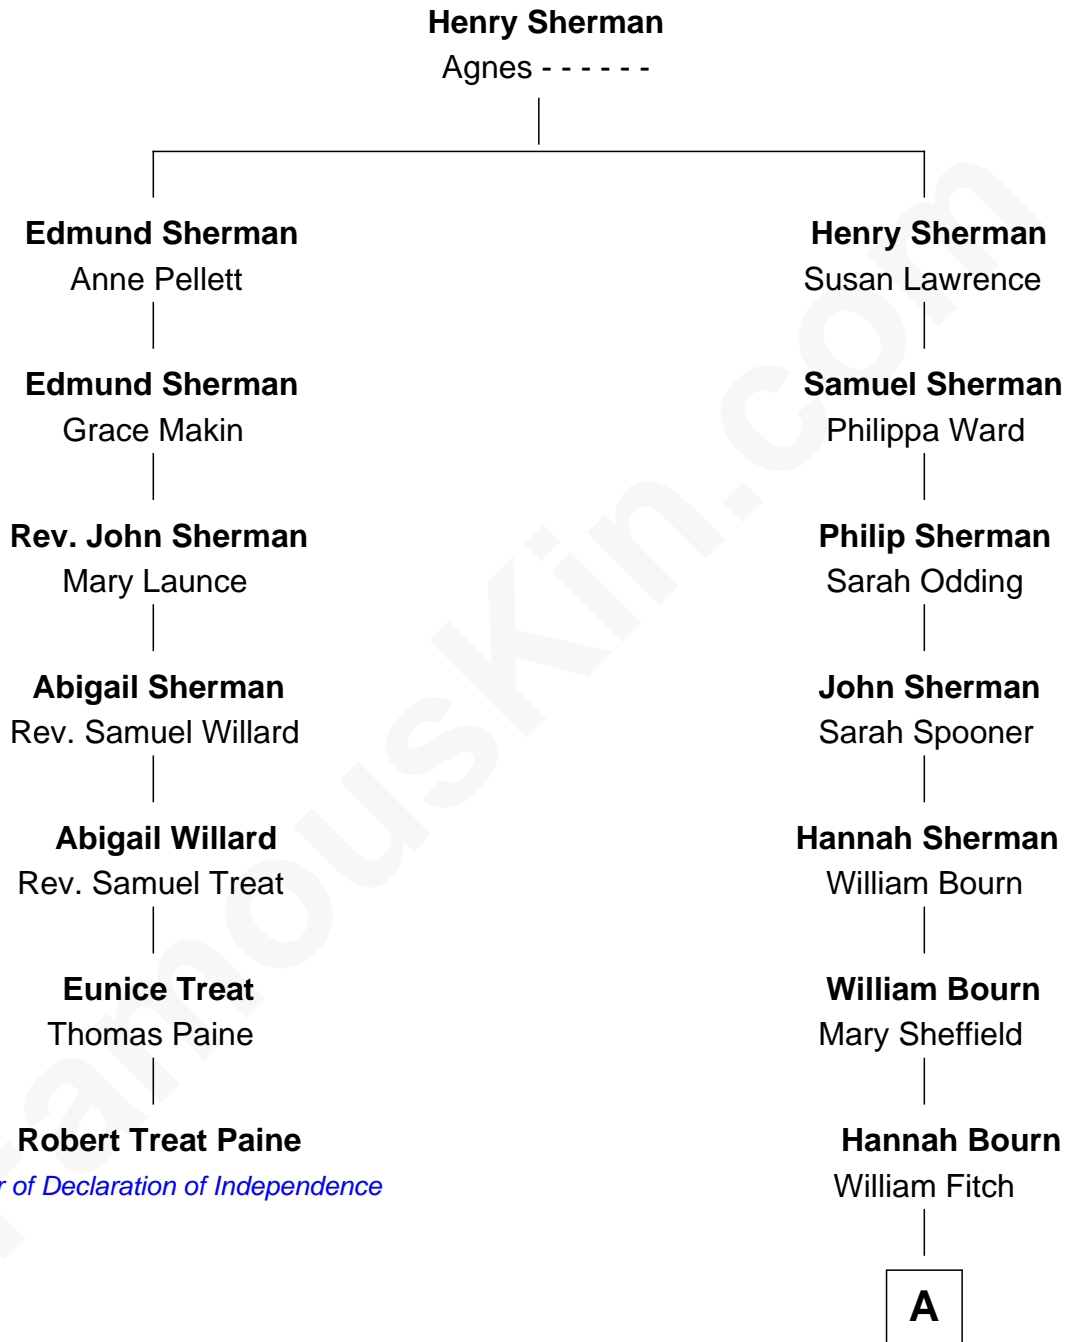 Henry Sherman
Agnes - - - - - -
Edmund Sherman
Anne Pellett
Henry Sherman
Susan Lawrence
Edmund Sherman
Grace Makin
Samuel Sherman
Philippa Ward
Rev. John Sherman
Mary Launce
Philip Sherman
Sarah Odding
Abigail Sherman
Rev. Samuel Willard
John Sherman
Sarah Spooner
Abigail Willard
Rev. Samuel Treat
Hannah Sherman
William Bourn
Eunice Treat
Thomas Paine
William Bourn
Mary Sheffield
Robert Treat Paine
r of Declaration of Independence
Hannah Bourn
William Fitch
A
FamousKin.com